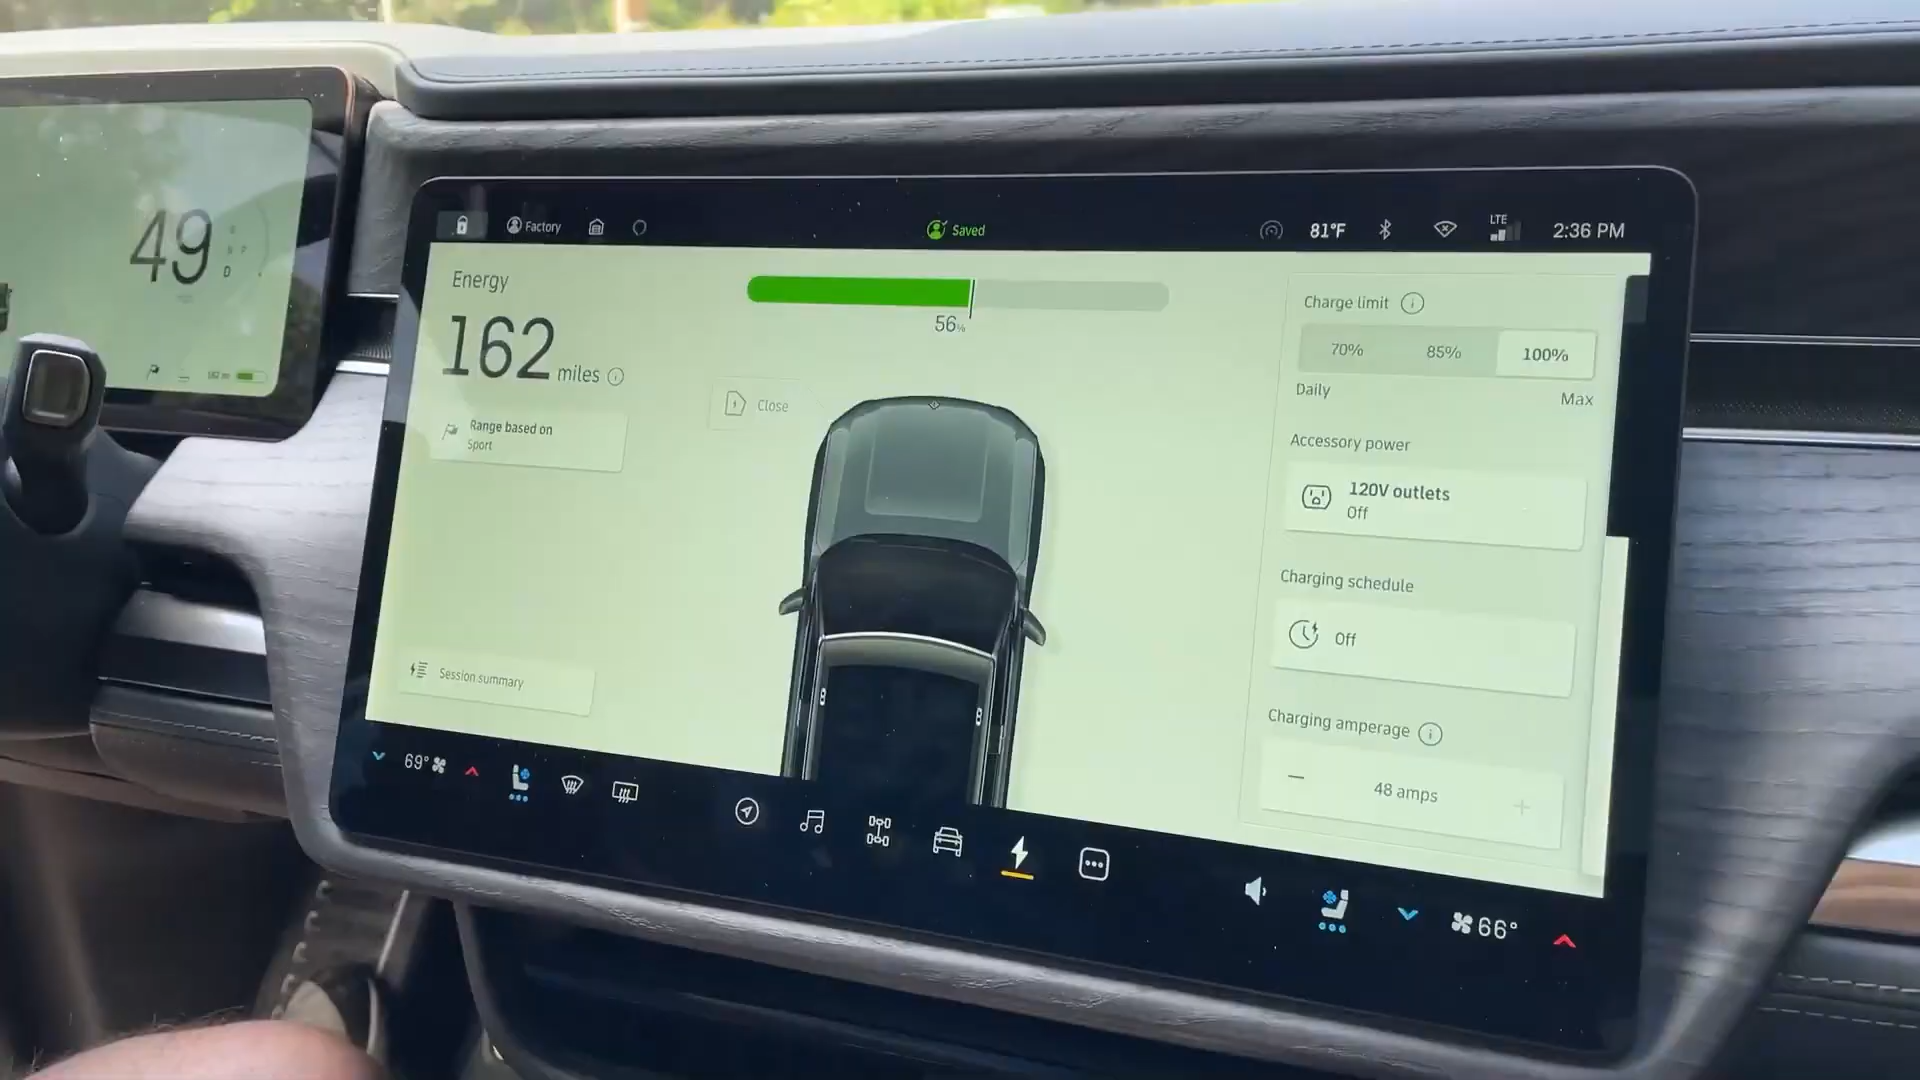 49
D
Factory
Saved
81°F
LTE
2:36 PM
Energy
162 miles
Range based on
Sport
56%
Close
Session summary
Charge limit
70% 85% 100%
Daily Max
Accessory power
120V outlets
Off
Charging schedule
Off
Charging amperage
48 amps
69°
66°